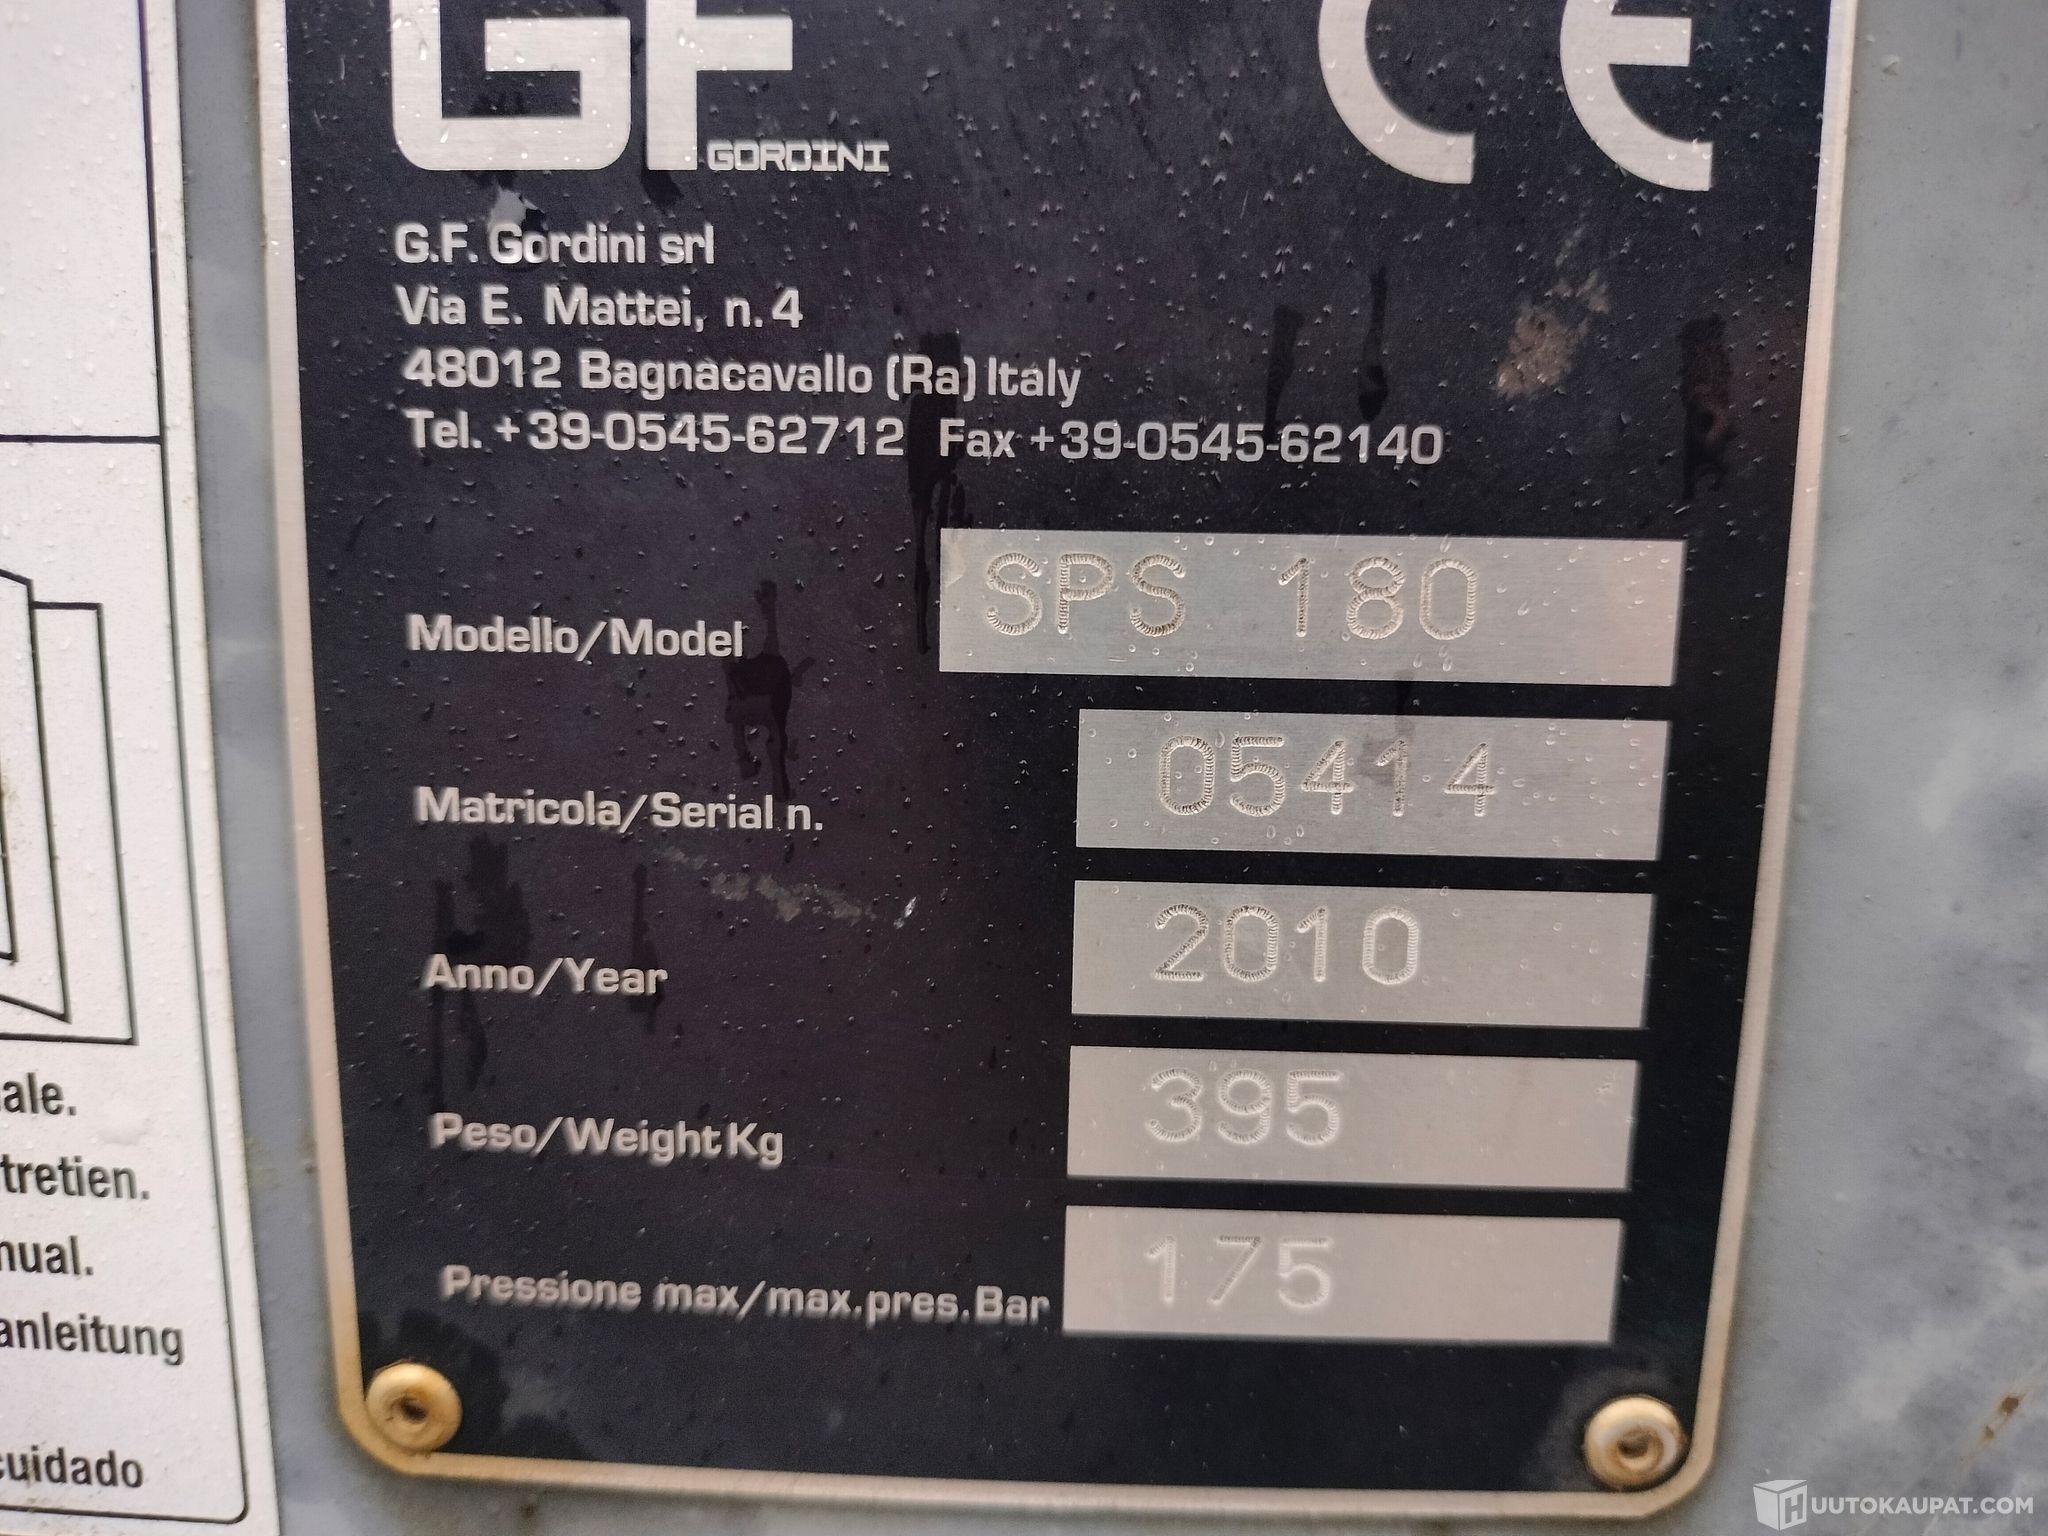 GF GORDINI CE
G.F. Gordini srl
Via E. Mattei, n. 4
48012 Bagnacavallo (Ra) Italy
Tel. +39-0545-62712 Fax +39-0545-62140
Modello/Model SPS 180
Matricola/Serial n. 05414
Anno/Year 2010
Peso/Weight Kg 395
Pressione max/max.pres.Bar 175
ale.
tretien.
nual.
anleitung
cuidado
HUUTOKAUPAT.COM